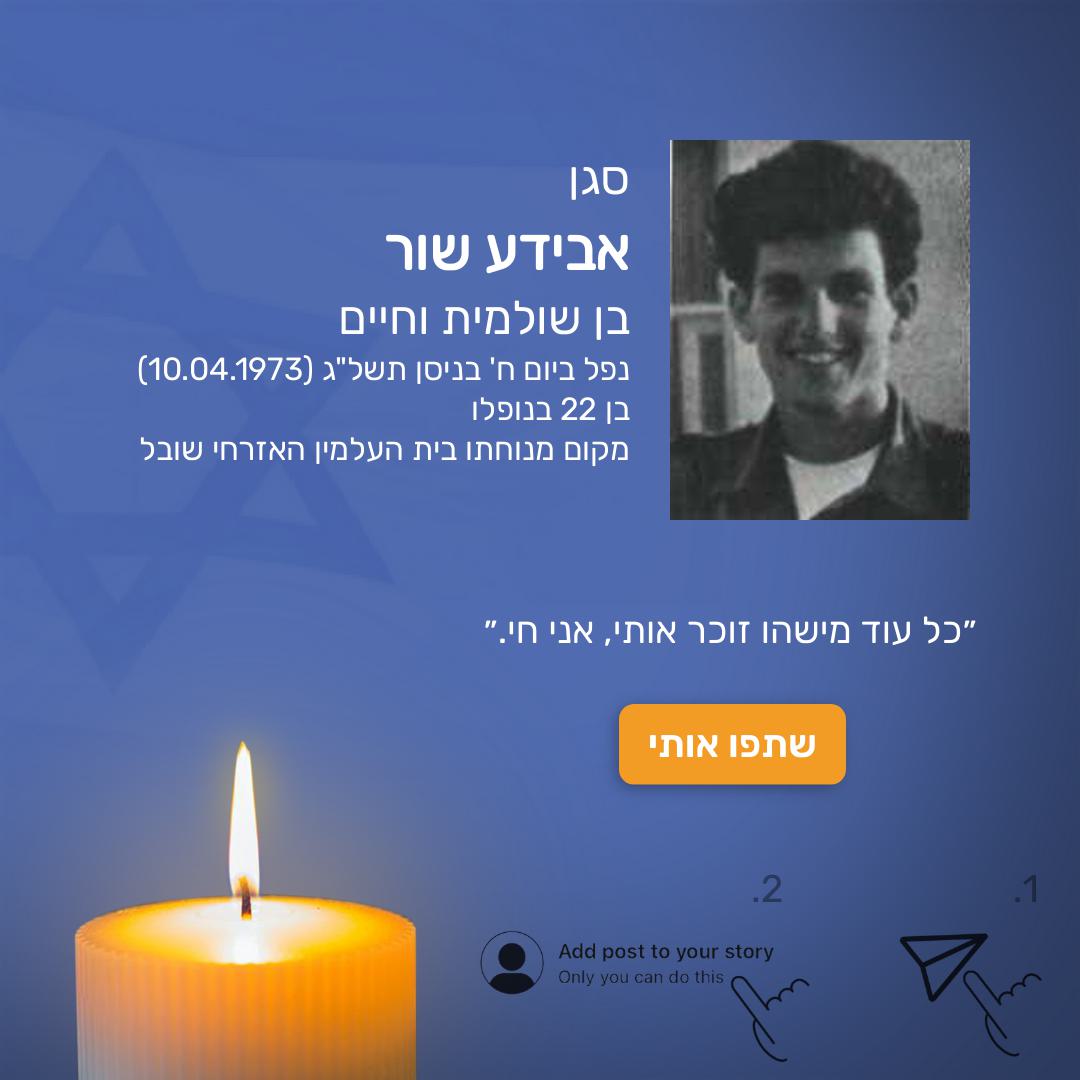 סגן
אבידע שור
בן שולמית וחיים
נפל ביום ח' בניסן תשל"ג (10.04.1973)
בן 22 בנופלו
מקום מנוחתו בית העלמין האזרחי שובל
״כל עוד מישהו זוכר אותי, אני חי.״
שתפו אותי
1.
2.
Add post to your story
Only you can do this